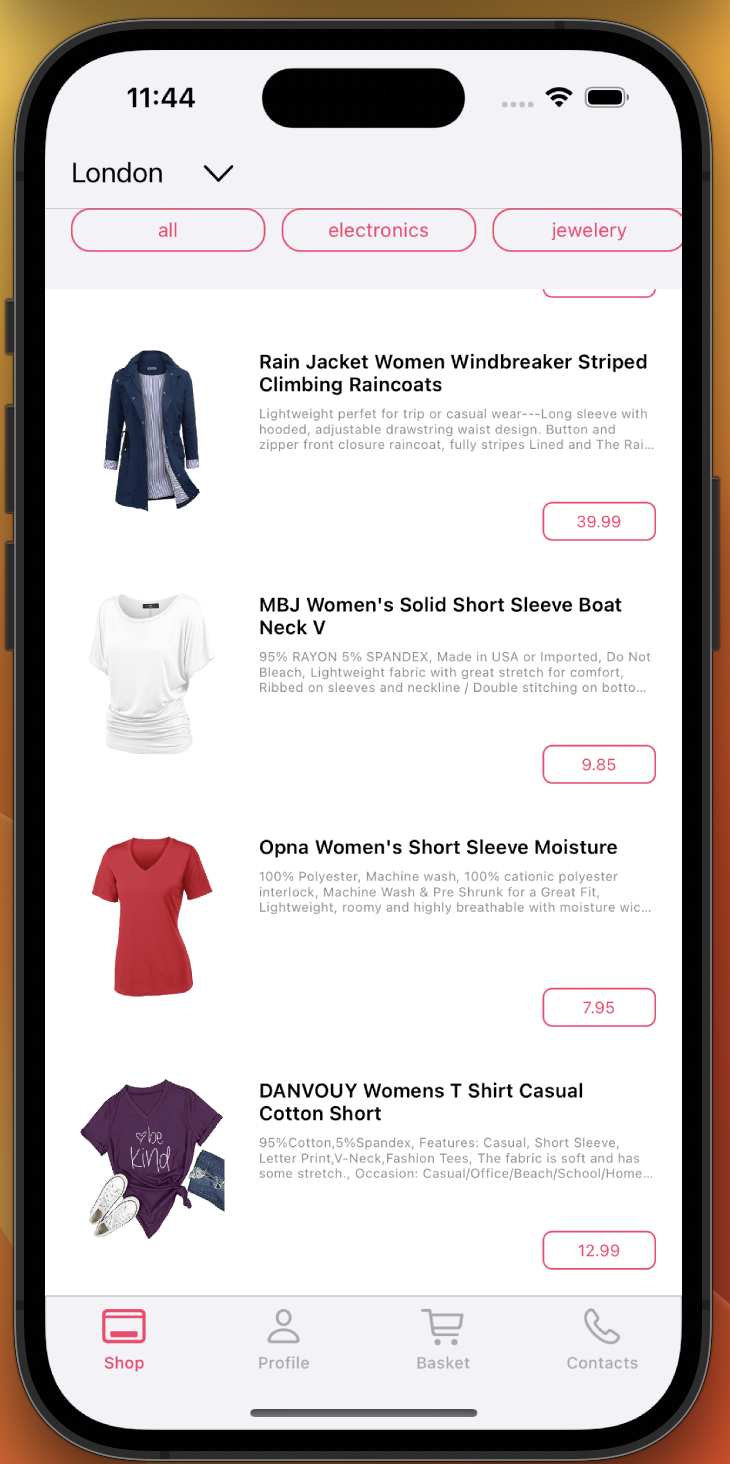 11:44
London
all
electronics
jewelery
Rain Jacket Women Windbreaker Striped
Climbing Raincoats
Lightweight perfet for trip or casual wear---Long sleeve with
hooded, adjustable drawstring waist design. Button and
zipper front closure raincoat, fully stripes Lined and The Rai...
39.99
MBJ Women's Solid Short Sleeve Boat
Neck V
95% RAYON 5% SPANDEX, Made in USA or Imported, Do Not
Bleach, Lightweight fabric with great stretch for comfort,
Ribbed on sleeves and neckline / Double stitching on botto...
9.85
Opna Women's Short Sleeve Moisture
100% Polyester, Machine wash, 100% cationic polyester
interlock, Machine Wash & Pre Shrunk for a Great Fit,
Lightweight, roomy and highly breathable with moisture wic...
7.95
DANVOUY Womens T Shirt Casual
Cotton Short
95%Cotton,5%Spandex, Features: Casual, Short Sleeve,
Letter Print,V-Neck,Fashion Tees, The fabric is soft and has
some stretch., Occasion: Casual/Office/Beach/School/Home...
be
kind
12.99
Shop
Profile
Basket
Contacts